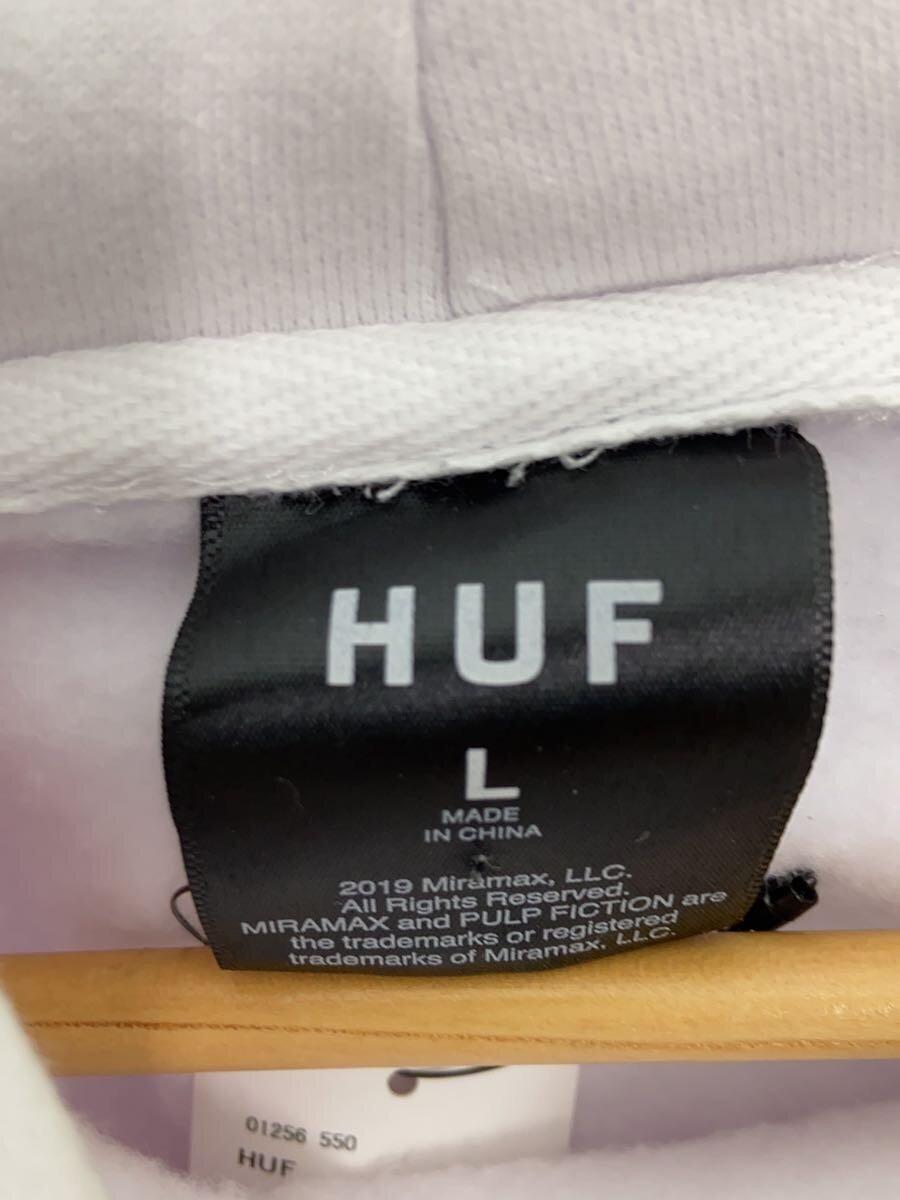 HUF
L
MADE
IN CHINA
2019 Miramax, LLC.
All Rights Reserved.
MIRAMAX and PULP FICTION are
the trademarks or registered
trademarks of Miramax, LLC.
01256 550
HUF